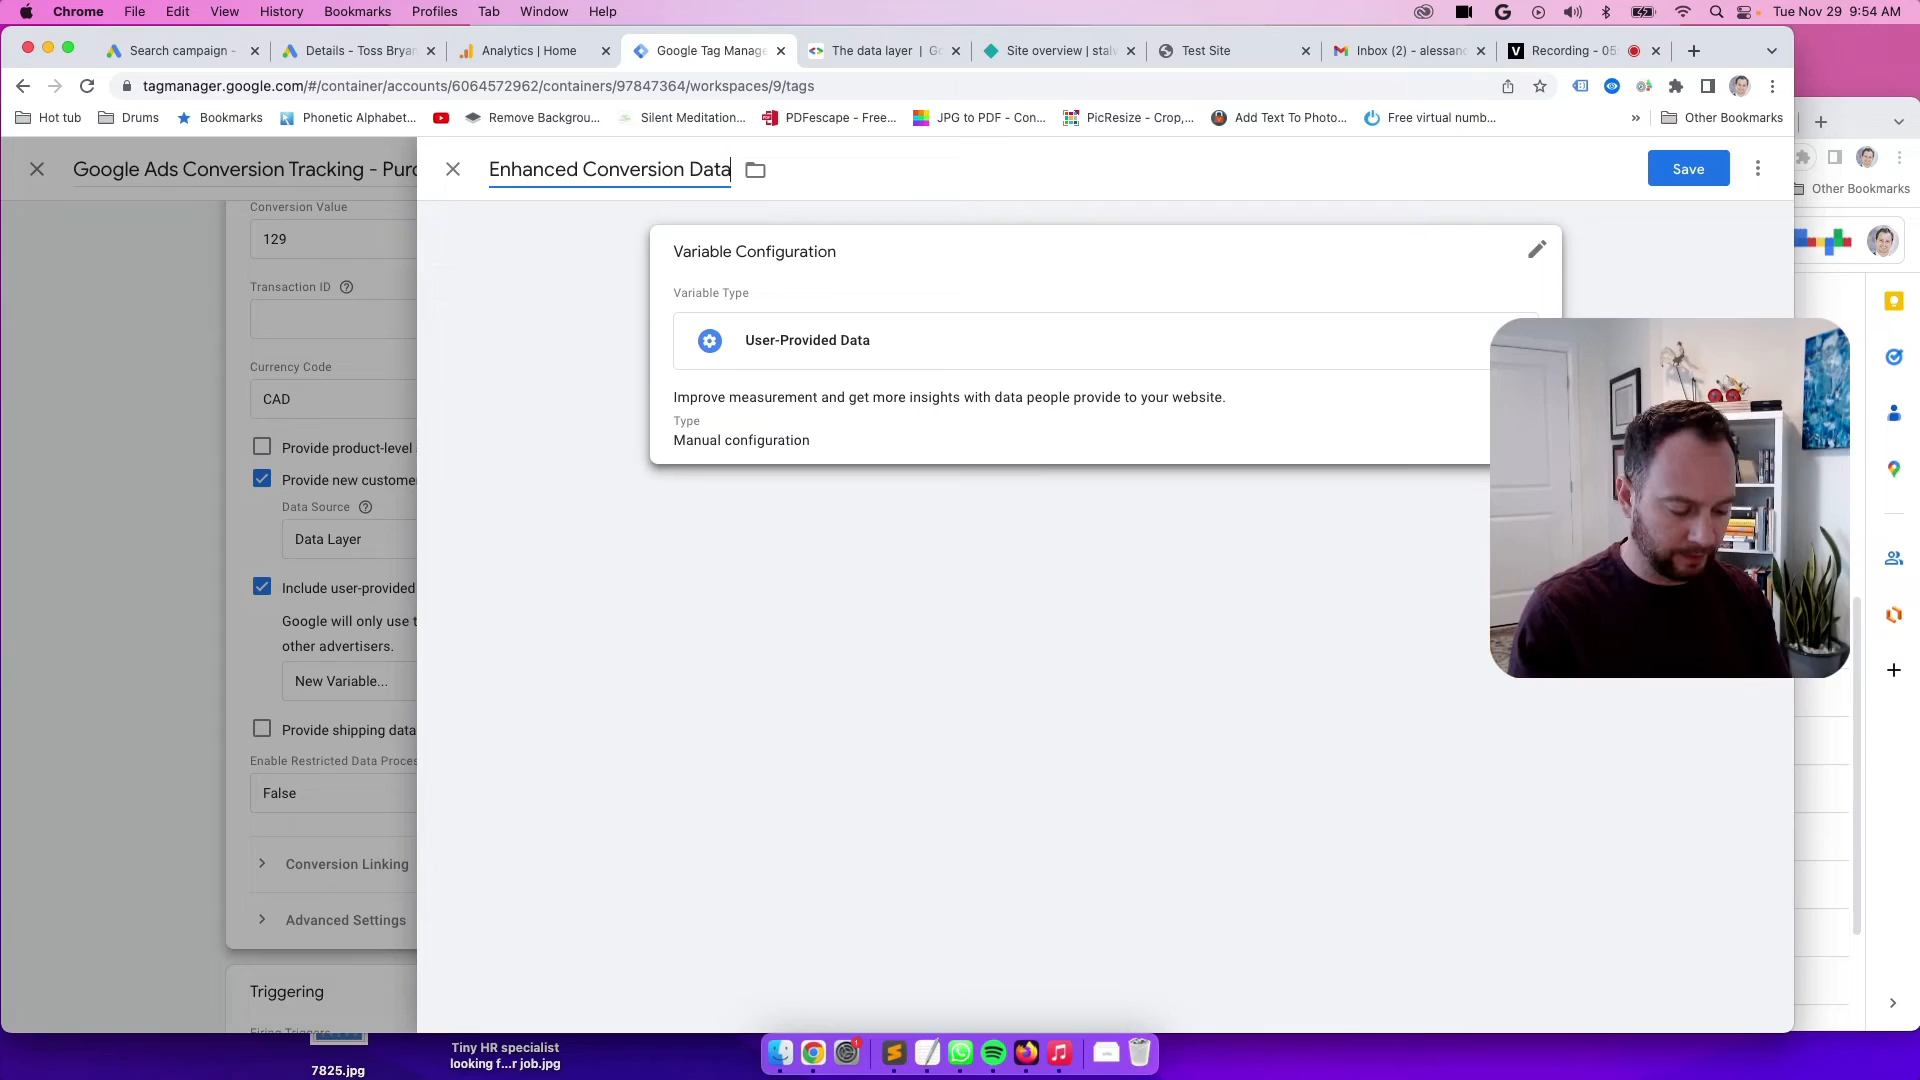 Chrome File Edit View History Bookmarks Profiles Tab Window Help Tue Nov 29 9:54 AM
Search campaign - Details - Toss Bryan Analytics | Home Google Tag Manage The data layer | Go Site overview | stalv Test Site Inbox (2) - alessand Recording - 05:
tagmanager.google.com/#/container/accounts/6064572962/containers/97847364/workspaces/9/tags
Hot tub Drums Bookmarks Phonetic Alphabet... Remove Backgrou... Silent Meditation... PDFescape - Free... JPG to PDF - Con... PicResize - Crop,... Add Text To Photo... Free virtual numb... » Other Bookmarks
Other Bookmarks
Google Ads Conversion Tracking - Purc
Enhanced Conversion Data
Save
Conversion Value
129
Transaction ID
Currency Code
CAD
Provide product-level
Provide new custome
Data Source
Data Layer
Include user-provided
Google will only use t
other advertisers.
New Variable...
Provide shipping data
Enable Restricted Data Proces
False
Conversion Linking
Advanced Settings
Triggering
Firing Triggers
Variable Configuration
Variable Type
User-Provided Data
Improve measurement and get more insights with data people provide to your website.
Type
Manual configuration
7825.jpg
Tiny HR specialist
looking f...r job.jpg
1